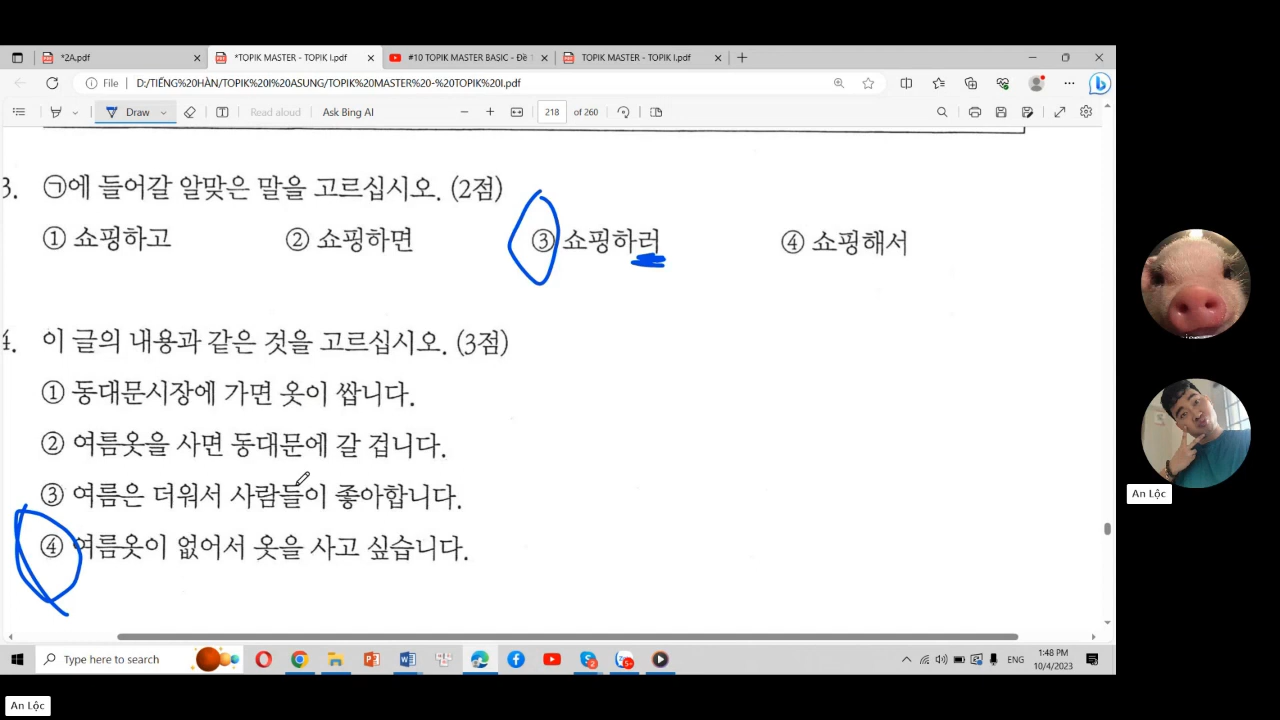 *2A.pdf
*TOPIK MASTER - TOPIK I.pdf
#10 TOPIK MASTER BASIC - Đề 1
TOPIK MASTER - TOPIK I.pdf
File
D:/TIẾNG%20HÀN/TOPIK%20I%20ASUNG/TOPIK%20MASTER%20-%20TOPIK%20I.pdf
Draw
Read aloud
Ask Bing AI
218 of 260
3. ㉠에 들어갈 알맞은 말을 고르십시오. (2점)
① 쇼핑하고 ② 쇼핑하면 ③ 쇼핑하러 ④ 쇼핑해서
4. 이 글의 내용과 같은 것을 고르십시오. (3점)
① 동대문시장에 가면 옷이 쌉니다.
② 여름옷을 사면 동대문에 갈 겁니다.
③ 여름은 더워서 사람들이 좋아합니다.
④ 여름옷이 없어서 옷을 사고 싶습니다.
An Lộc
Type here to search
ENG
1:48 PM
10/4/2023
An Lộc